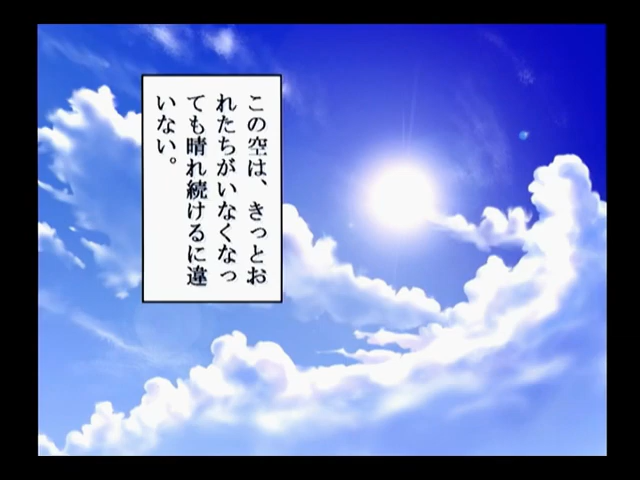 この空は、きっとお
れたちがいなくなっ
ても晴れ続けるに違
いない。